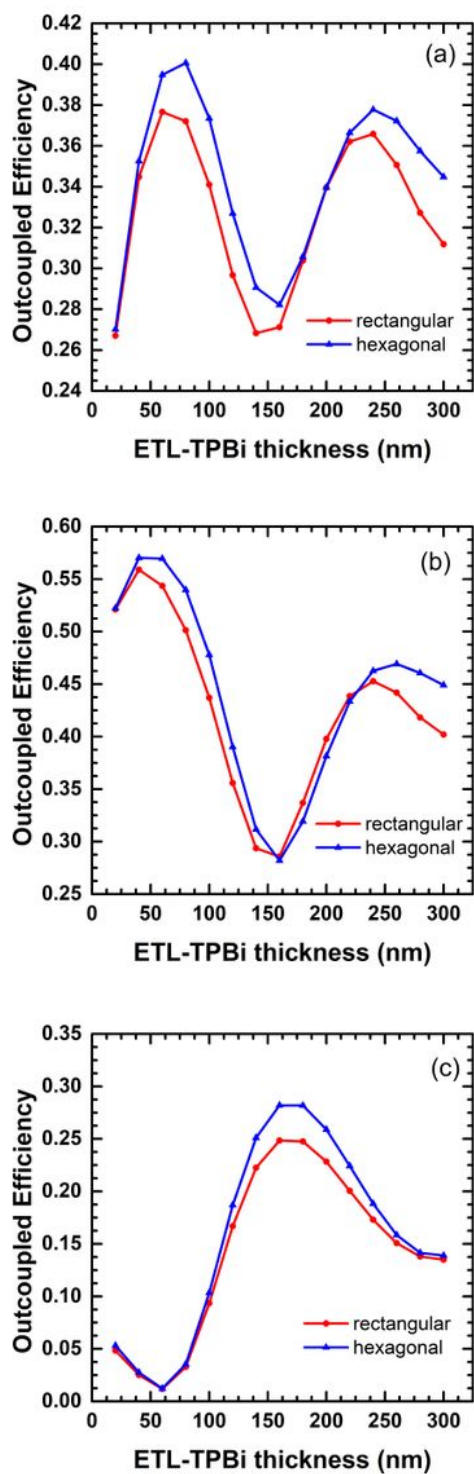 (a)
Outcoupled Efficiency
0.42
0.40
0.38
0.36
0.34
0.32
0.30
0.28
0.26
0.24
rectangular
hexagonal
0 50 100 150 200 250 300
ETL-TPBi thickness (nm)
(b)
Outcoupled Efficiency
0.60
0.55
0.50
0.45
0.40
0.35
0.30
0.25
rectangular
hexagonal
0 50 100 150 200 250 300
ETL-TPBi thickness (nm)
(c)
Outcoupled Efficiency
0.35
0.30
0.25
0.20
0.15
0.10
0.05
0.00
rectangular
hexagonal
0 50 100 150 200 250 300
ETL-TPBi thickness (nm)